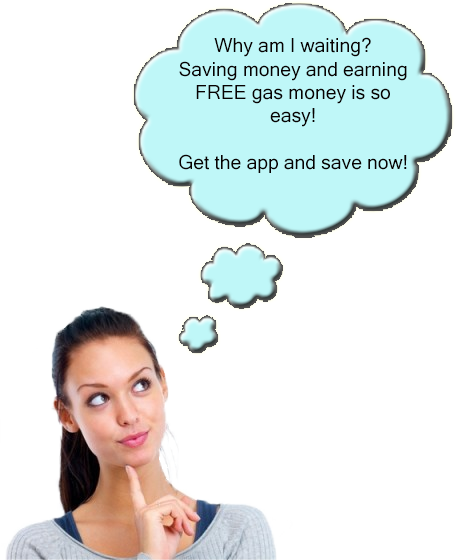 Why am I waiting?
Saving money and earning
FREE gas money is so
easy!
Get the app and save now!